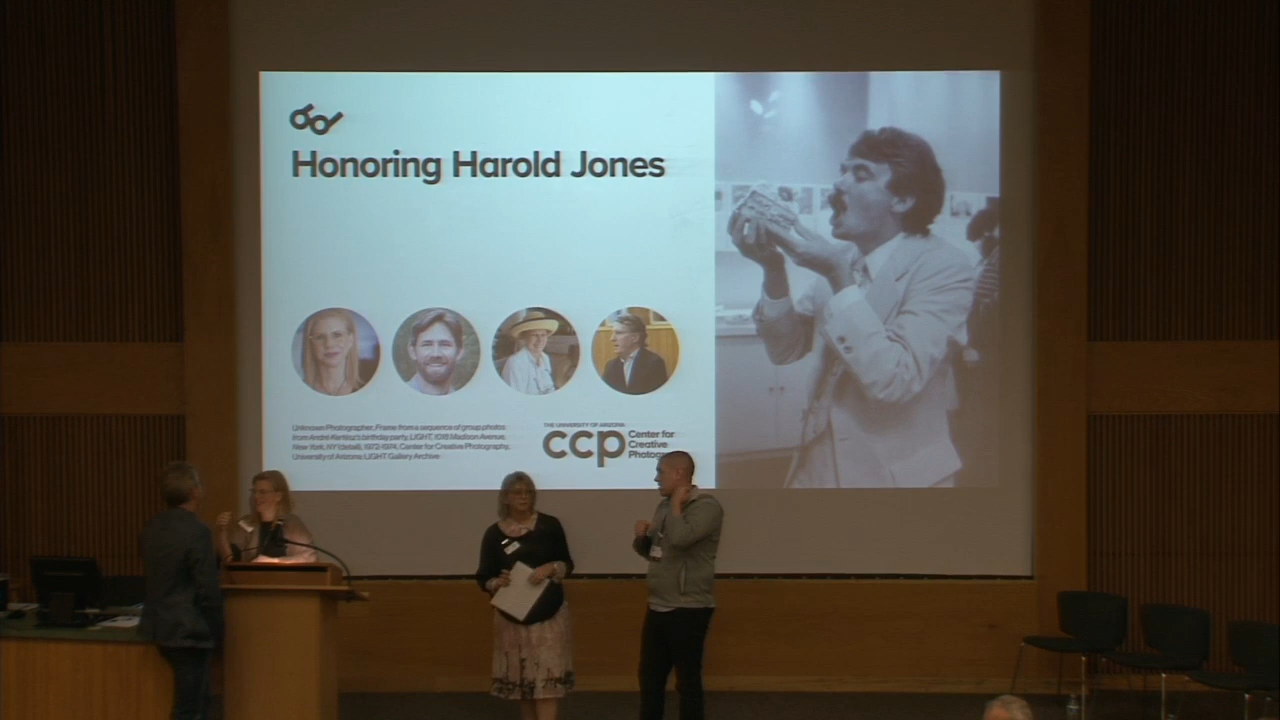 Honoring Harold Jones
Unknown Photographer, Frame from a sequence of group photos
from André Kertész's birthday party, LIGHT, 1018 Madison Avenue,
New York, NY (detail), 1972-1974, Center for Creative Photography,
University of Arizona: LIGHT Gallery Archive
THE UNIVERSITY OF ARIZONA
ccp
Center for
Creative